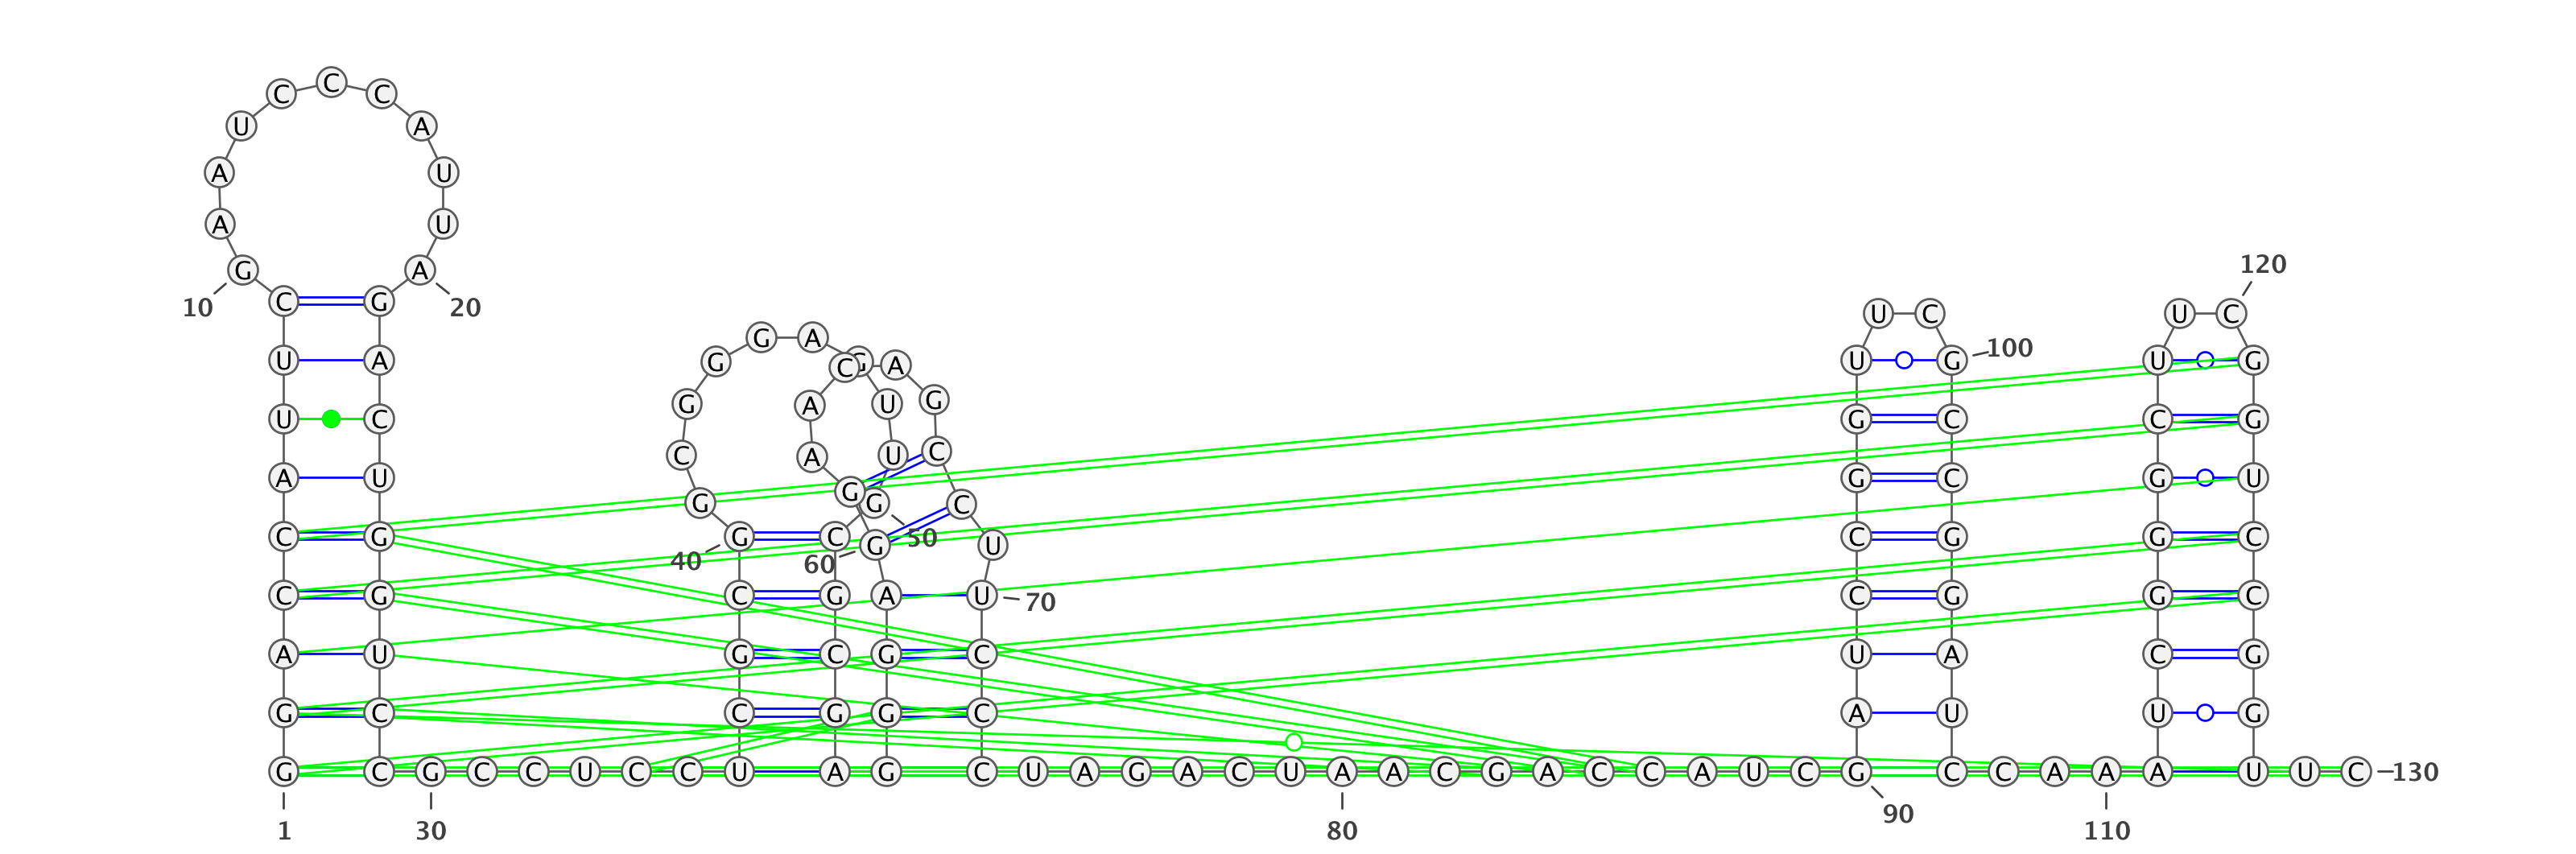 C
C C
U A
A U
A U
120
G A
10 C G 20
U C U C
G A
U A G C G A U G 100 U G
G A U G
U C G C C G
C A U C
A U G G C G U
G G C
C G 40 G C 60 G 50 U C G G C
C G C G A U 70 C G G C
A U G C G C U A C G
G C C G G C A U U G
G C G C C U C C U A G C U A G A C U A A C G A C C A U C G C C A A A U U C 130
90
1 30 80 110